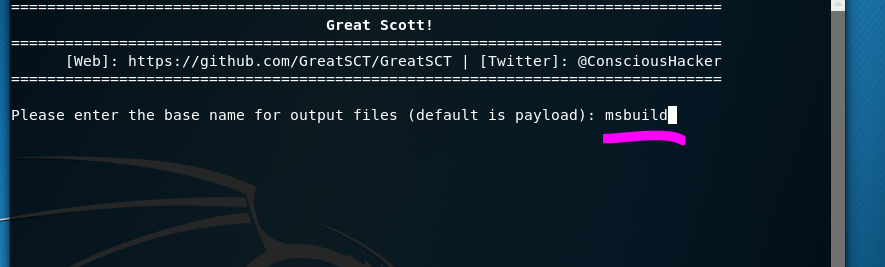 ===============================================================================
Great Scott!
===============================================================================
[Web]: https://github.com/GreatSCT/GreatSCT | [Twitter]: @ConsciousHacker
===============================================================================
Please enter the base name for output files (default is payload): msbuild